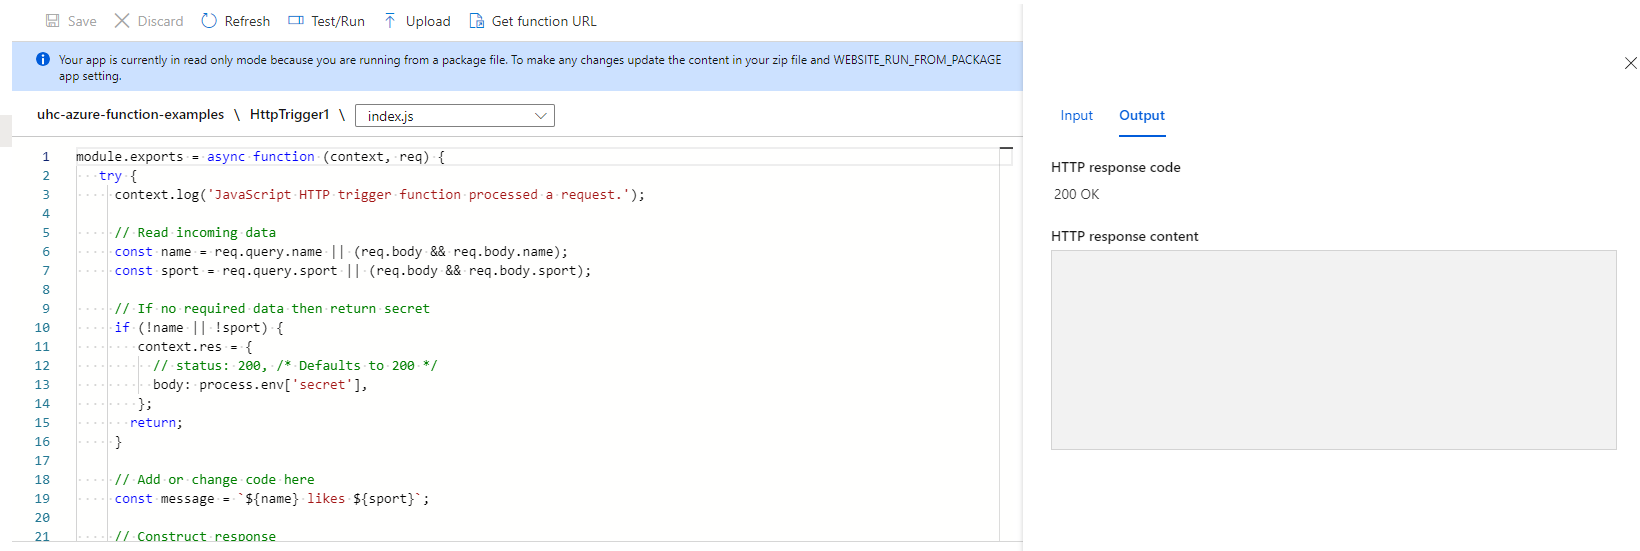 Save Discard Refresh Test/Run Upload Get function URL
Your app is currently in read only mode because you are running from a package file. To make any changes update the content in your zip file and WEBSITE_RUN_FROM_PACKAGE
app setting.
uhc-azure-function-examples \ HttpTrigger1 \ index.js
1 module.exports = async function (context, req) {
2 try {
3 context.log('JavaScript HTTP trigger function processed a request.');
4
5 // Read incoming data
6 const name = req.query.name || (req.body && req.body.name);
7 const sport = req.query.sport || (req.body && req.body.sport);
8
9 // If no required data then return secret
10 if (!name || !sport) {
11 context.res = {
12 // status: 200, /* Defaults to 200 */
13 body: process.env['secret'],
14 };
15 return;
16 }
17
18 // Add or change code here
19 const message = `${name} likes ${sport}`;
20
21 // Construct response
Input Output
HTTP response code
200 OK
HTTP response content